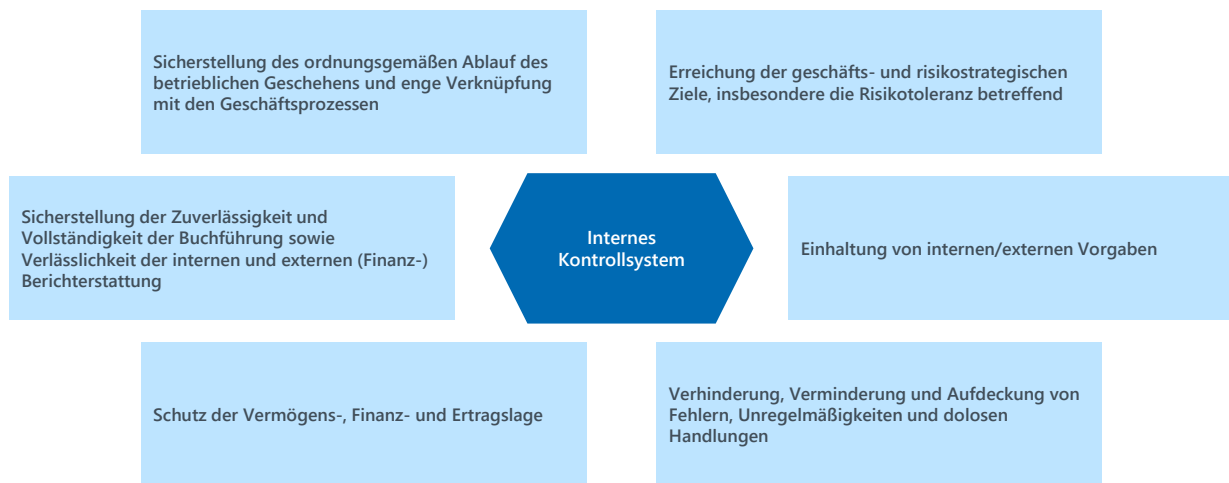 Sicherstellung des ordnungsgemäßen Ablauf des
betrieblichen Geschehens und enge Verknüpfung
mit den Geschäftsprozessen
Erreichung der geschäfts- und risikostrategischen
Ziele, insbesondere die Risikotoleranz betreffend
Sicherstellung der Zuverlässigkeit und
Vollständigkeit der Buchführung sowie
Verlässlichkeit der internen und externen (Finanz-)
Berichterstattung
Internes
Kontrollsystem
Einhaltung von internen/externen Vorgaben
Schutz der Vermögens-, Finanz- und Ertragslage
Verhinderung, Verminderung und Aufdeckung von
Fehlern, Unregelmäßigkeiten und dolosen
Handlungen